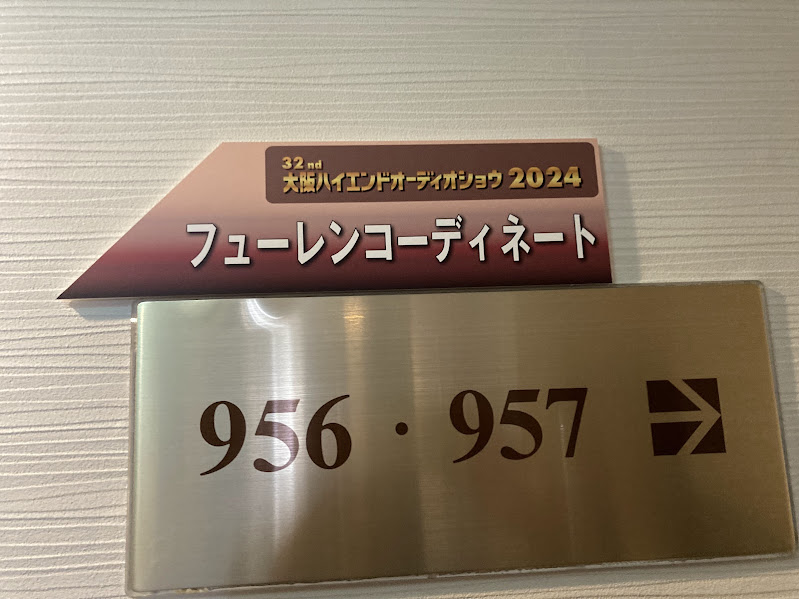 32nd
大阪ハイエンドオーディオショウ 2024
フューレンコーディネート
956・957 →